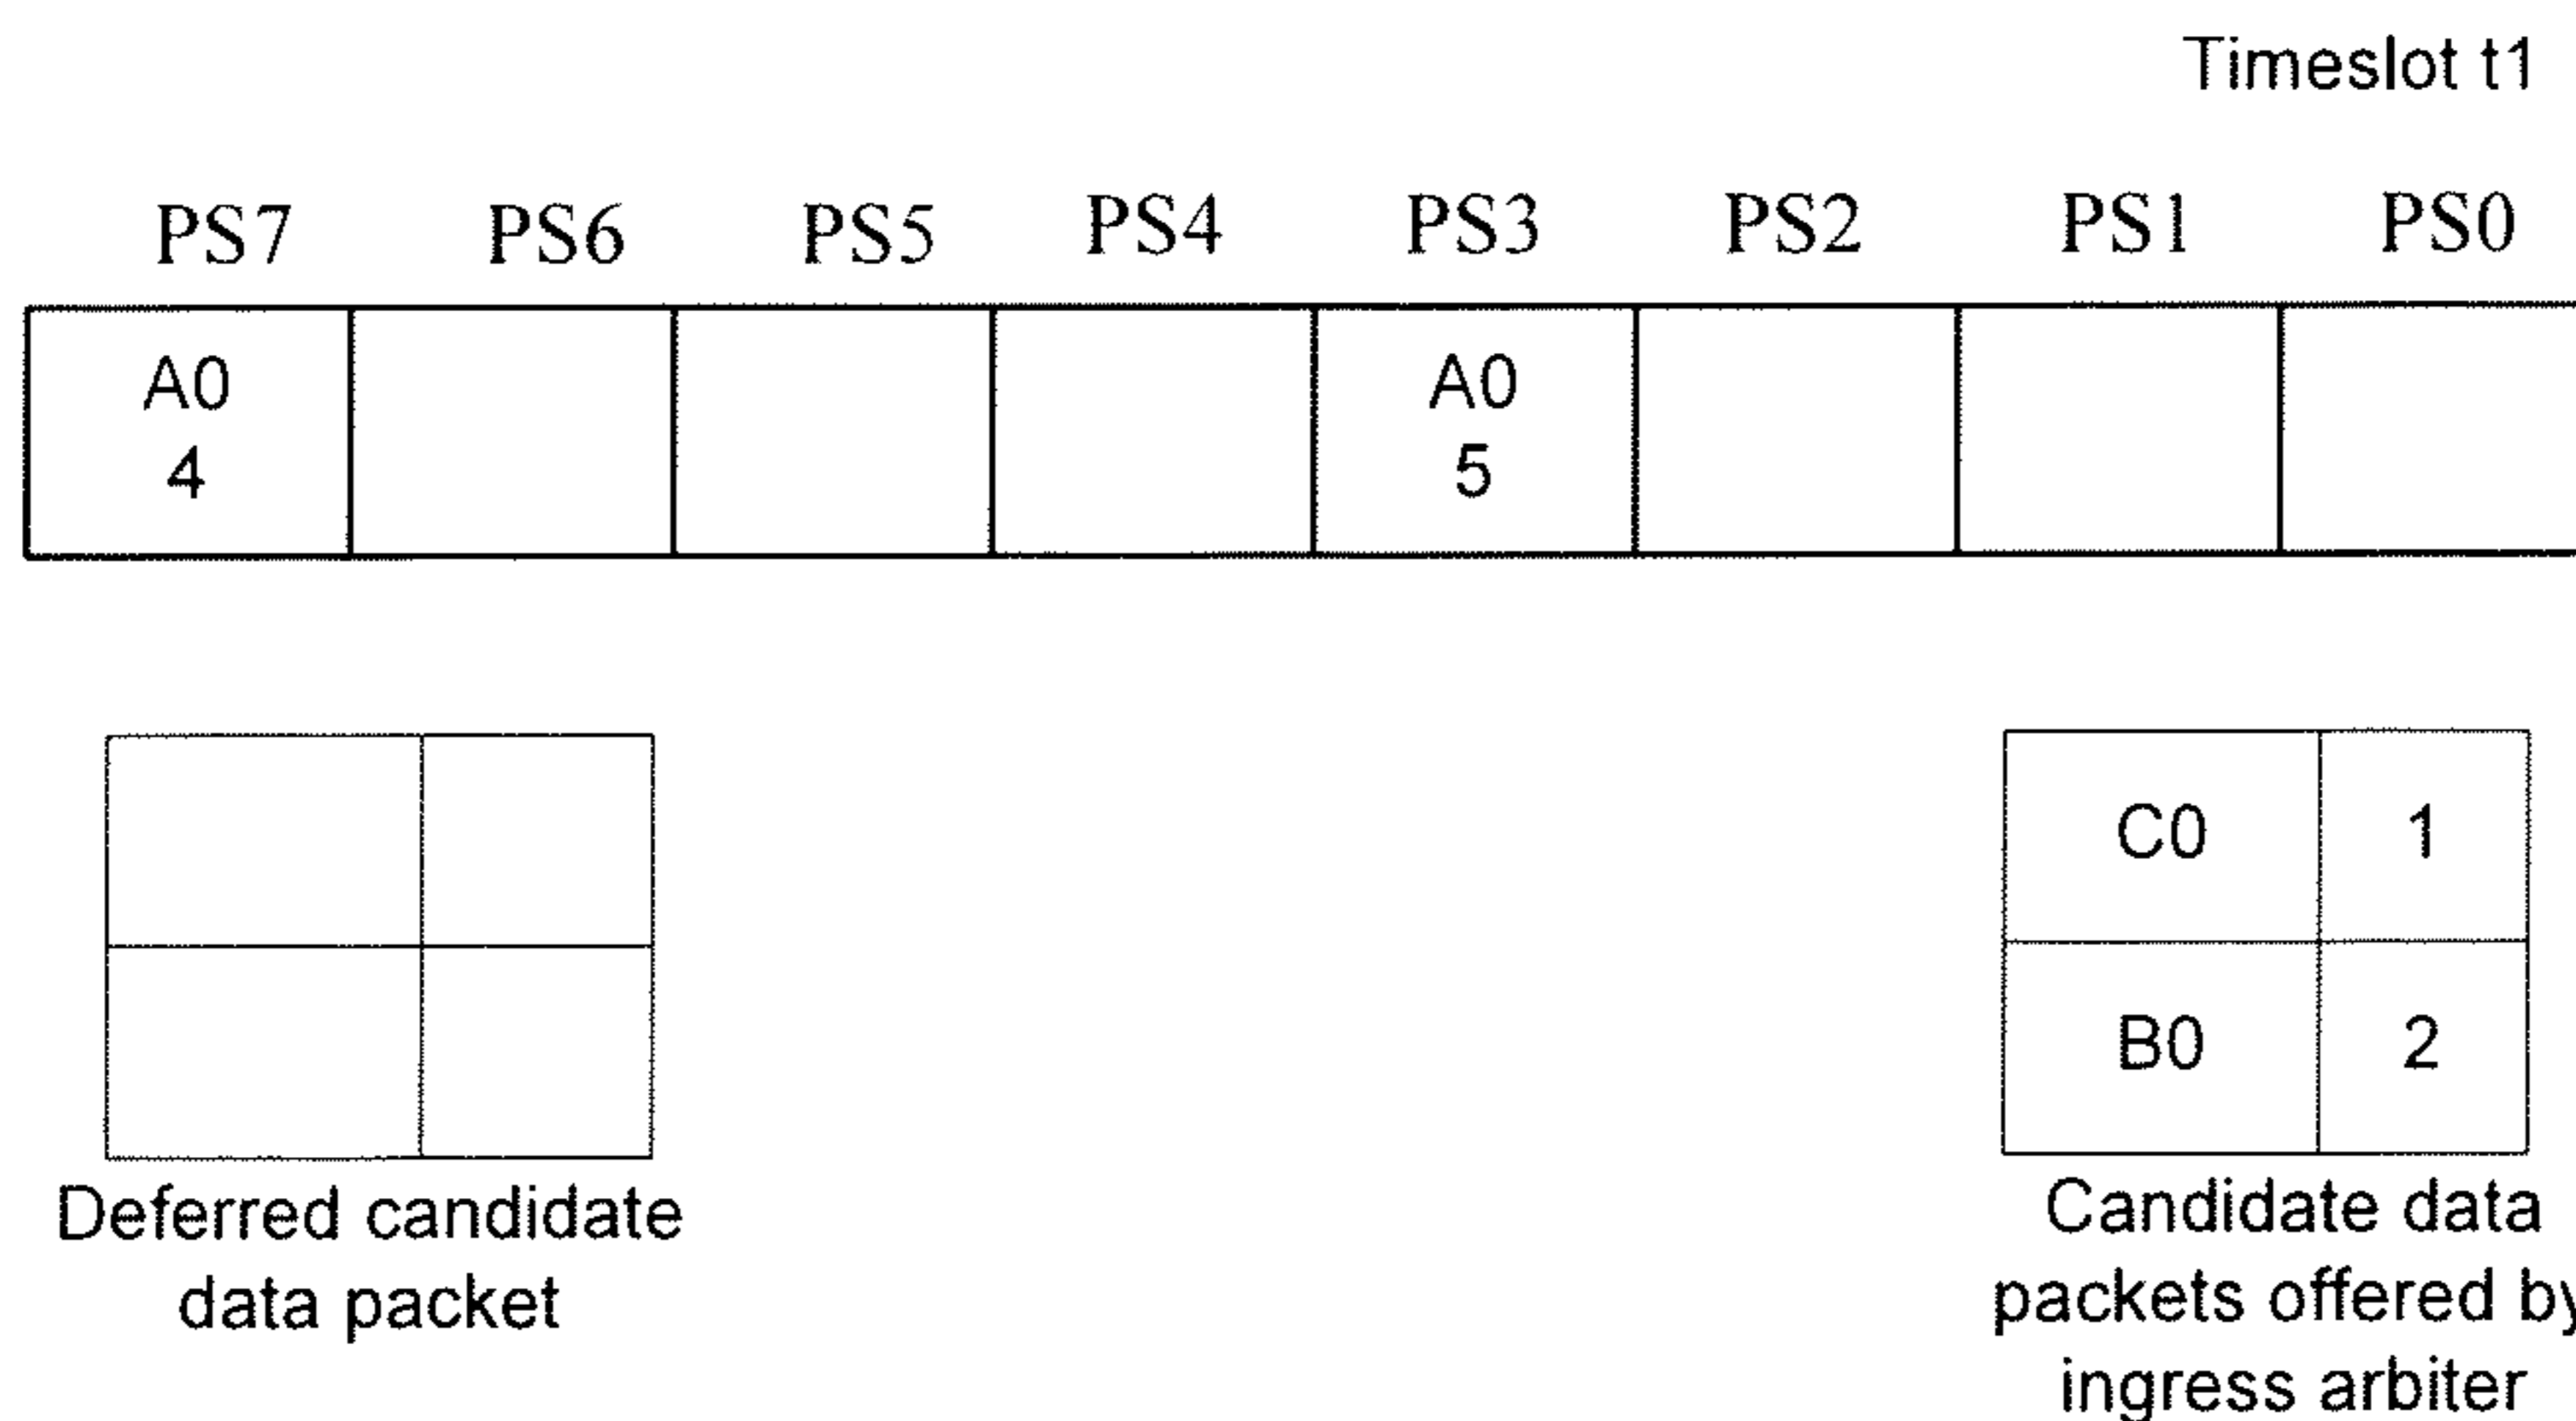 Timeslot t1
PS7 PS6 PS5 PS4 PS3 PS2 PS1 PS0
A0 A0
4 5
C0 1
B0 2
Deferred candidate
data packet
Candidate data
packets offered by
ingress arbiter